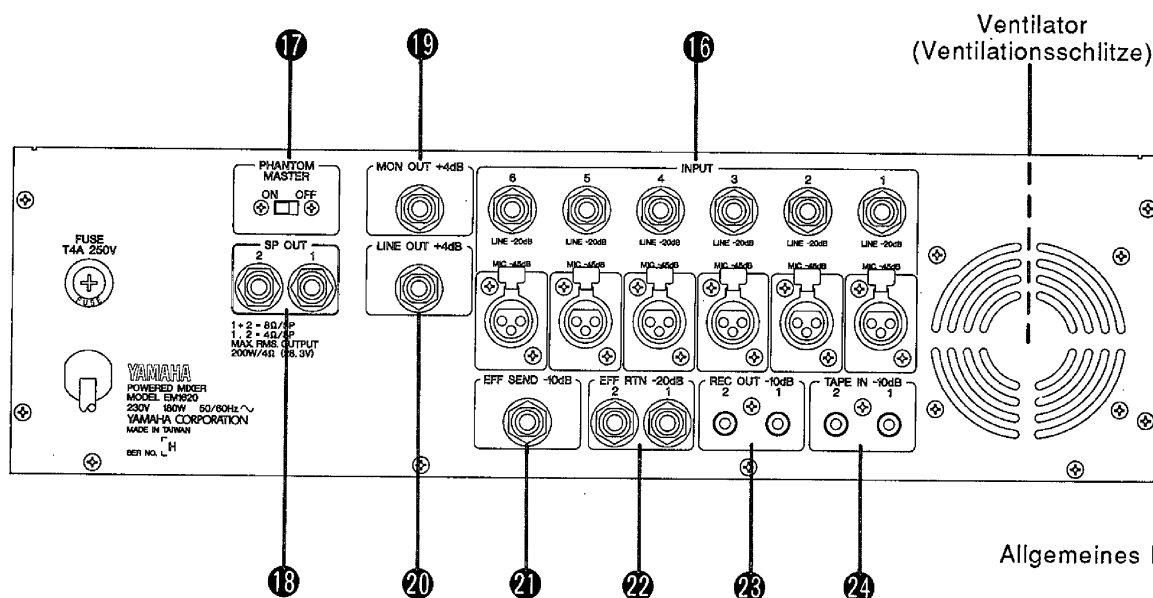 Ventilator
(Ventilationsschlitze)
17
19
16
PHANTOM
MASTER
ON OFF
MON OUT +4dB
INPUT
6 5 4 3 2 1
LINE -20dB LINE -20dB LINE -20dB LINE -20dB LINE -20dB LINE -20dB
FUSE
T4A 250V
FUSE
SP OUT
2 1
LINE OUT +4dB
MIC -45dB MIC -45dB MIC -45dB MIC -45dB MIC -45dB MIC -45dB
1+2 = 8Ω/SP
1, 2 = 4Ω/SP
MAX. RMS. OUTPUT
200W/4Ω (28.3V)
YAMAHA
POWERED MIXER
MODEL EM1620
230V 180W 50/60Hz ~
YAMAHA CORPORATION
MADE IN TAIWAN
SER NO. H
EFF SEND -10dB
EFF RTN -20dB
2 1
REC OUT -10dB
2 1
TAPE IN -10dB
2 1
Allgemeines
18
20
21
22
23
24